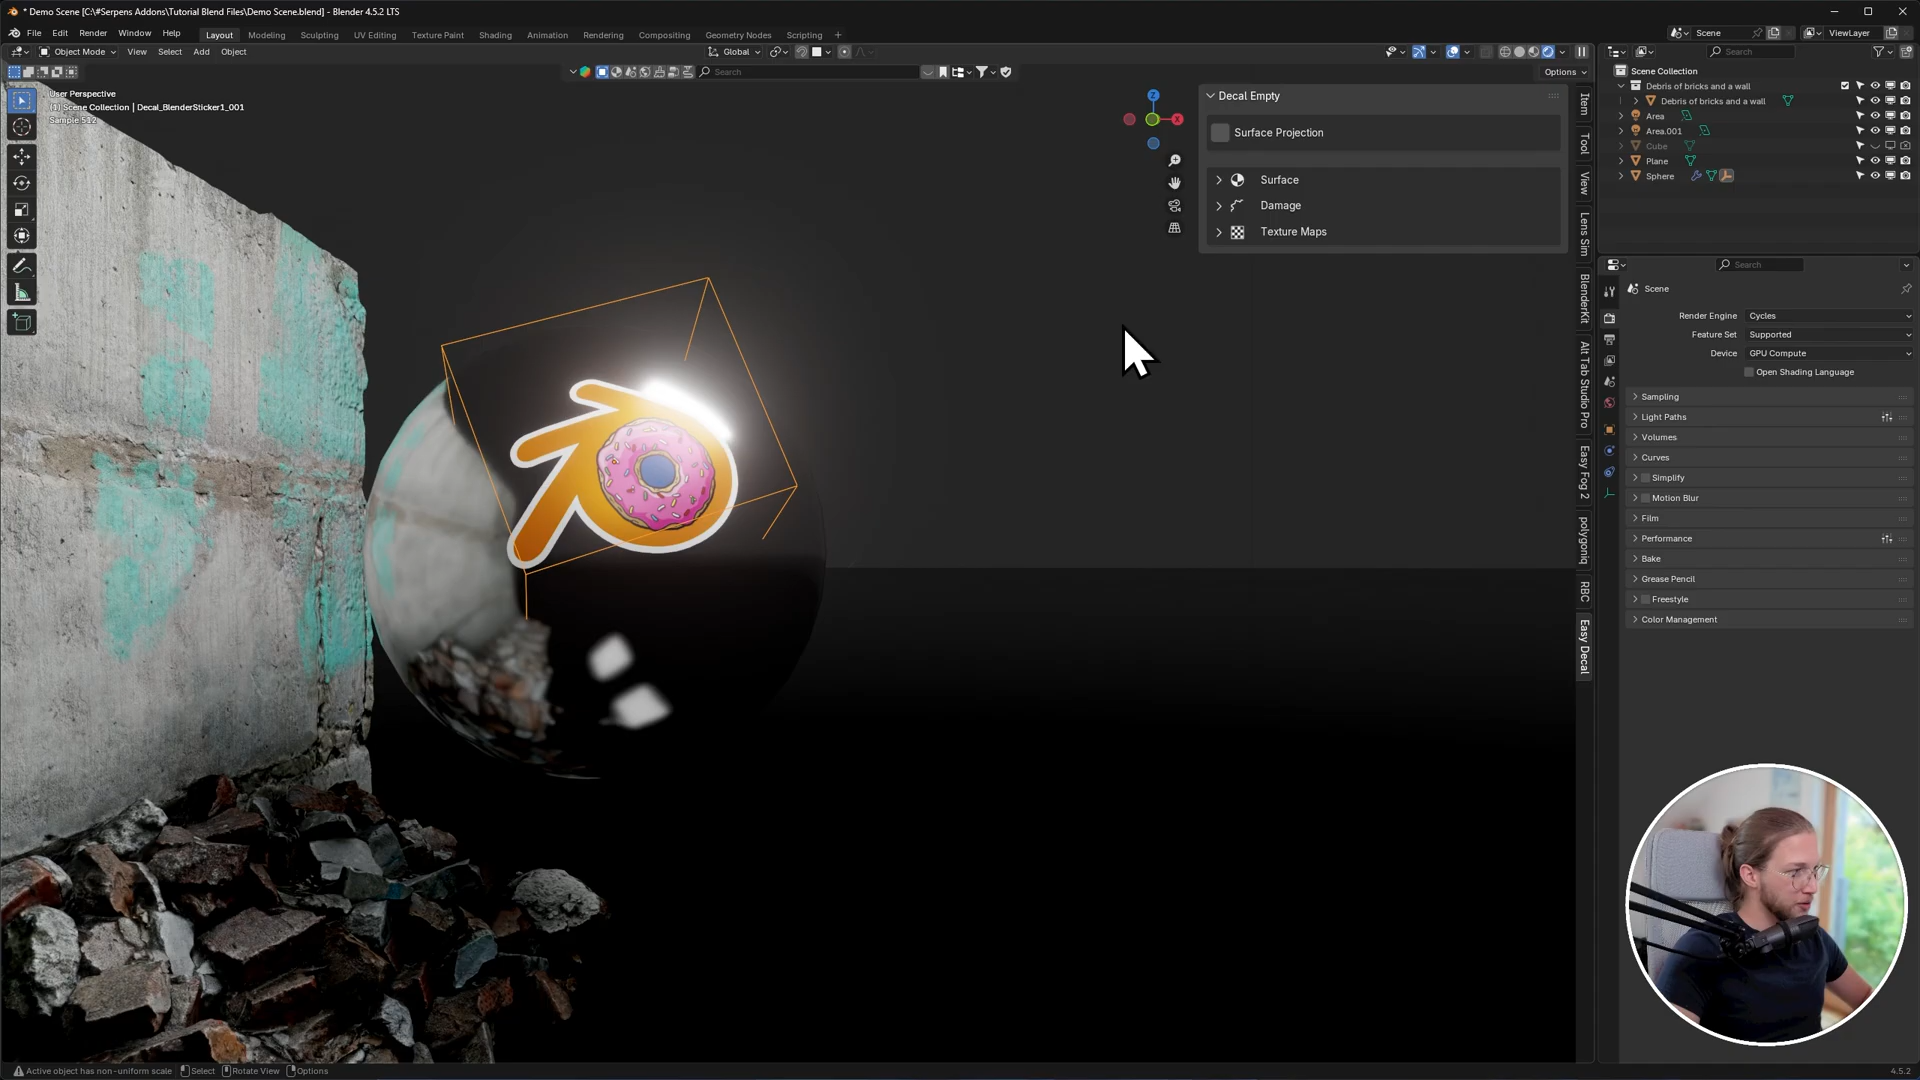 * Demo Scene [C:\#Serpens Addons\Tutorial Blend Files\Demo Scene.blend] - Blender 4.5.2 LTS
File Edit Render Window Help
Layout Modeling Sculpting UV Editing Texture Paint Shading Animation Rendering Compositing Geometry Nodes Scripting +
Scene
ViewLayer
Object Mode View Select Add Object
Global
Search
Options
User Perspective
(1) Scene Collection | Decal_BlenderSticker1_001
Sample 512
Z
X
Decal Empty
Surface Projection
Surface
Damage
Texture Maps
Item
Tool
View
Lens Sim
BlenderKit
Alt Tab Studio Pro
Easy Fog 2
polygoniq
RBC
Easy Decal
Search
Scene Collection
Debris of bricks and a wall
Debris of bricks and a wall
Area
Area.001
Cube
Plane
Sphere
Search
Scene
Render Engine Cycles
Feature Set Supported
Device GPU Compute
Open Shading Language
Sampling
Light Paths
Volumes
Curves
Simplify
Motion Blur
Film
Performance
Bake
Grease Pencil
Freestyle
Color Management
Active object has non-uniform scale Select Rotate View Options
4.5.2